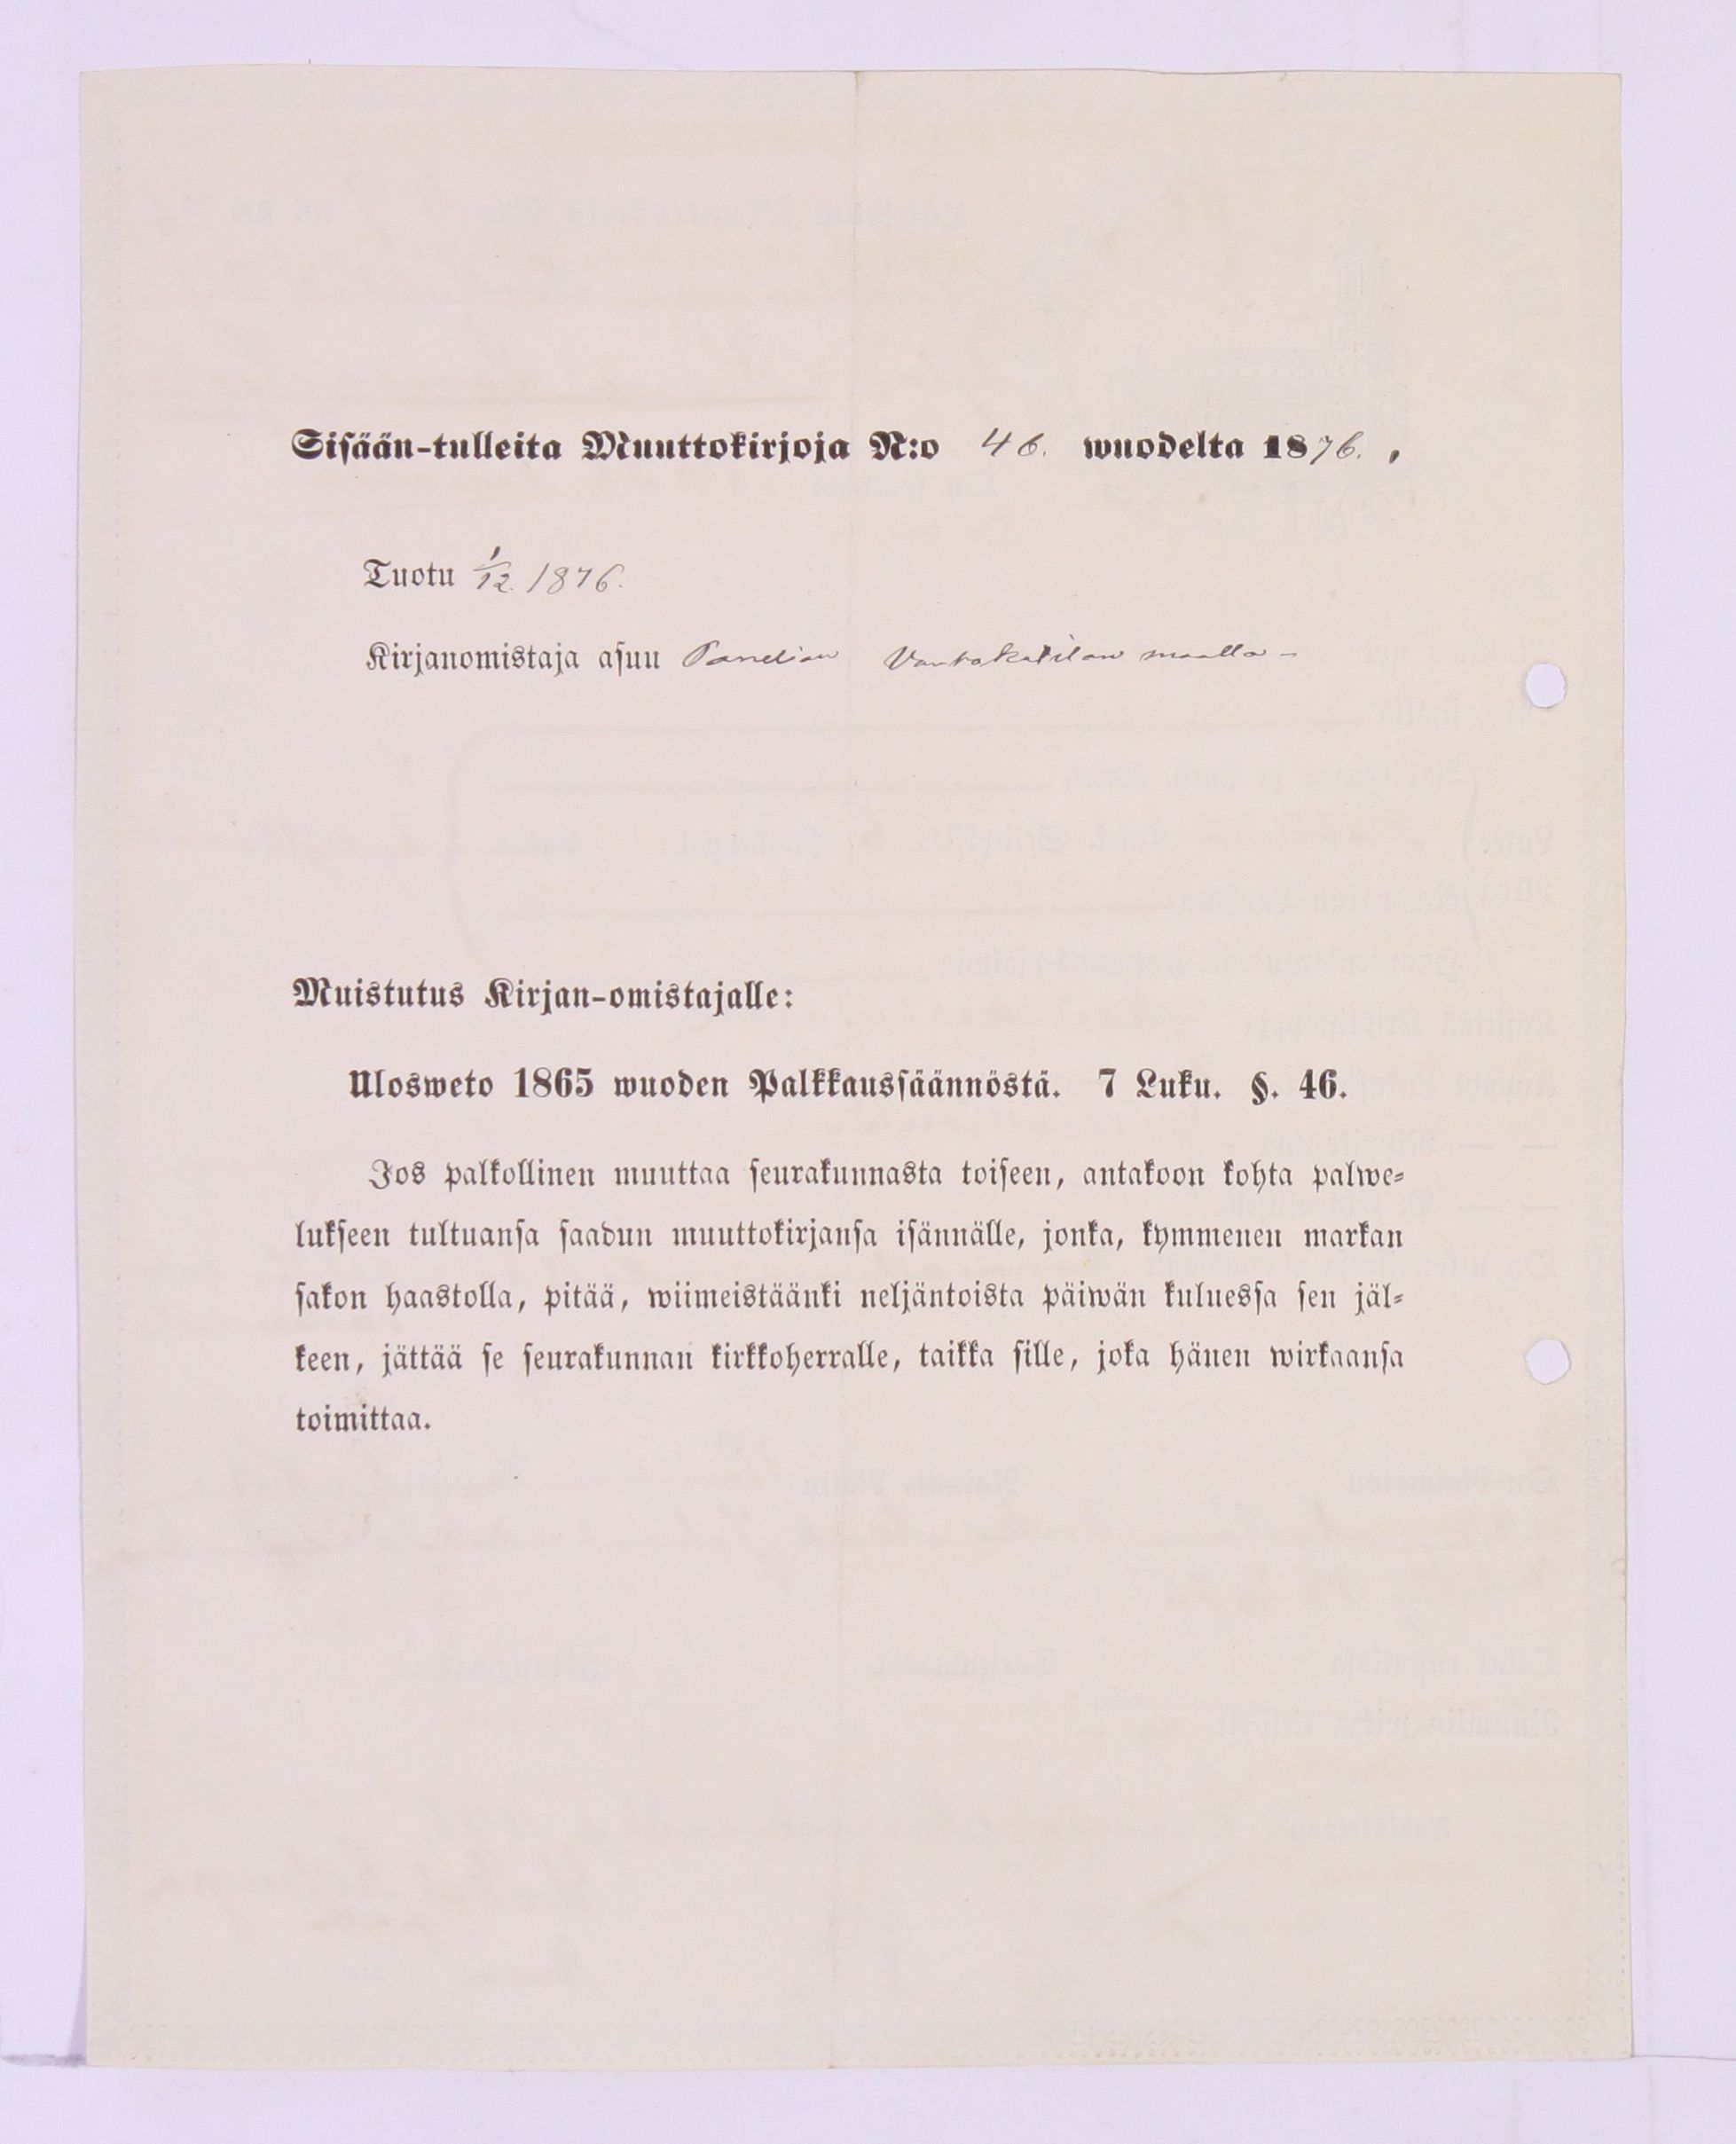 Sisään-tulleita Muuttokirjoja N:o 46. wuodelta 1876. ,
Tuotu 1/12. 1876.
Kirjanomistaja asuu Panelian maalla -
Muistutus Kirjan-omistajalle:
Ulosweto 1865 wuoden Palkkaussäännöstä. 7 Luku. §. 46.
Jos palkollinen muuttaa seurakunnasta toiseen, antakoon kohta palwe-
lukseen tultuansa saadun muuttokirjansa isännälle, jonka, kymmenen markan
sakon haastolla, pitää, wiimeistäänki neljäntoista päiwän kuluessa sen jäl-
keen, jättää se seurakunnan kirkkoherralle, taikka sille, joka hänen wirkaansa
toimittaa.